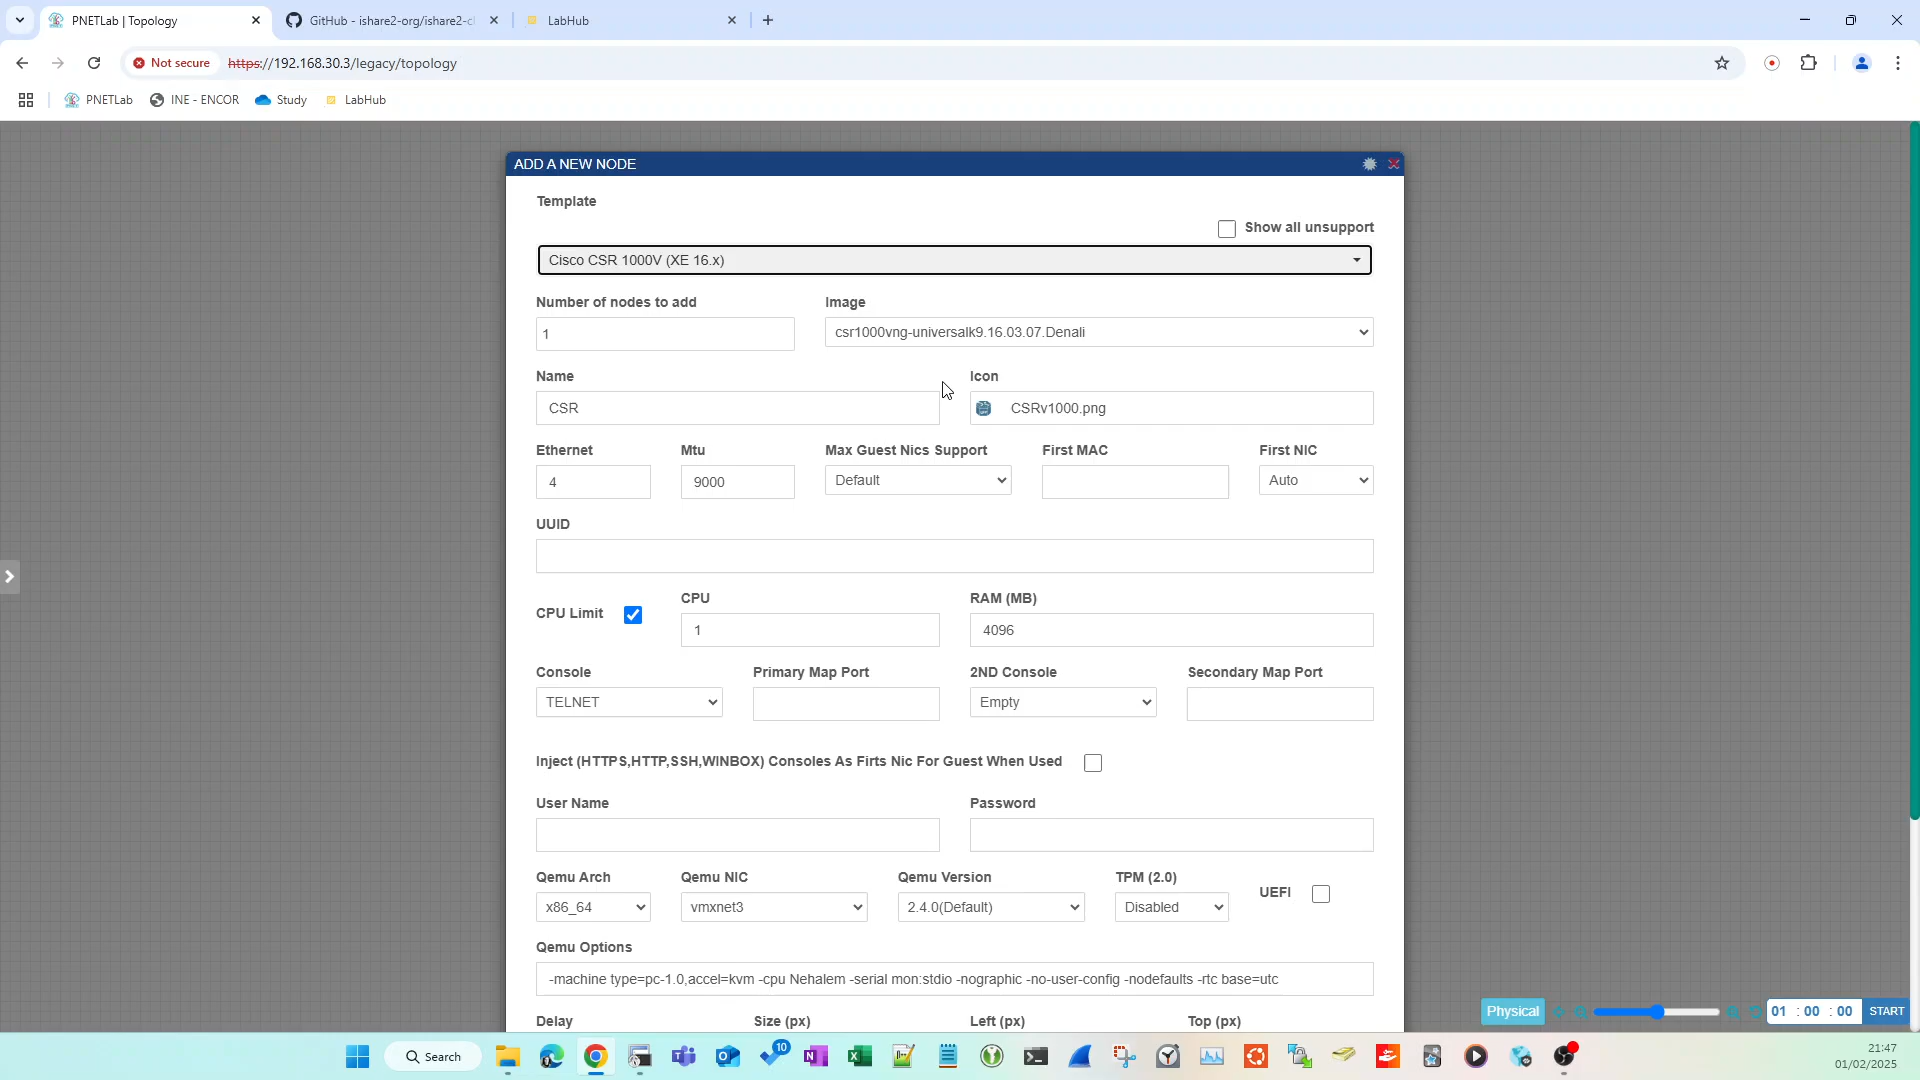 PNETLab | Topology
GitHub - ishare2-org/ishare2-cl
LabHub
Not secure
https://192.168.30.3/legacy/topology
PNETLab
INE - ENCOR
Study
LabHub
ADD A NEW NODE
Template
Show all unsupport
Cisco CSR 1000V (XE 16.x)
Number of nodes to add
Image
1
csr1000vng-universalk9.16.03.07.Denali
Name
Icon
CSR
CSRv1000.png
Ethernet
Mtu
Max Guest Nics Support
First MAC
First NIC
4
9000
Default
Auto
UUID
CPU Limit
CPU
RAM (MB)
1
4096
Console
Primary Map Port
2ND Console
Secondary Map Port
TELNET
Empty
Inject (HTTPS,HTTP,SSH,WINBOX) Consoles As Firts Nic For Guest When Used
User Name
Password
Qemu Arch
Qemu NIC
Qemu Version
TPM (2.0)
UEFI
x86_64
vmxnet3
2.4.0(Default)
Disabled
Qemu Options
-machine type=pc-1.0,accel=kvm -cpu Nehalem -serial mon:stdio -nographic -no-user-config -nodefaults -rtc base=utc
Delay
Size (px)
Left (px)
Top (px)
Physical
01 : 00 : 00
START
Search
10
21:47
01/02/2025